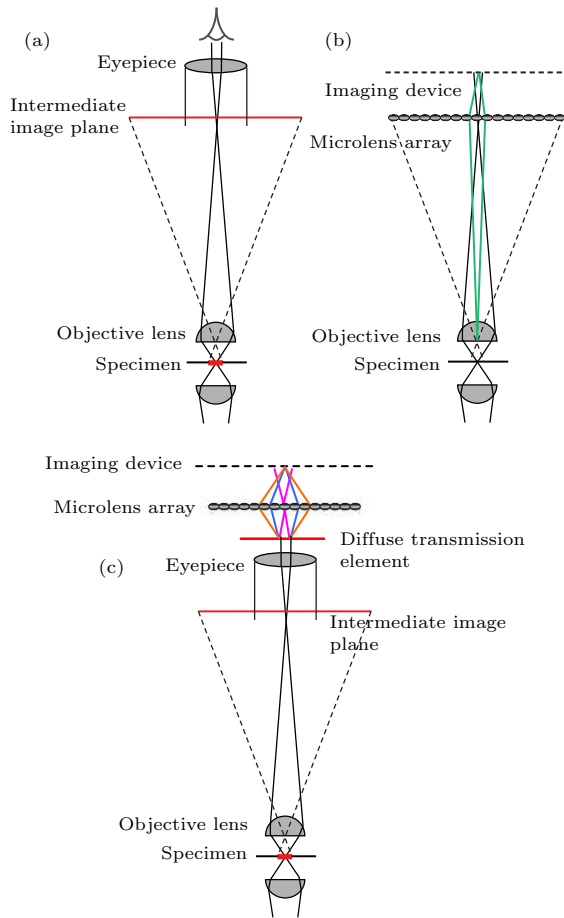 (a)
Eyepiece
Intermediate
image plane
Objective lens
Specimen
(b)
Imaging device
Microlens array
Objective lens
Specimen
(c)
Imaging device
Microlens array
Diffuse transmission
element
Eyepiece
Intermediate image
plane
Objective lens
Specimen